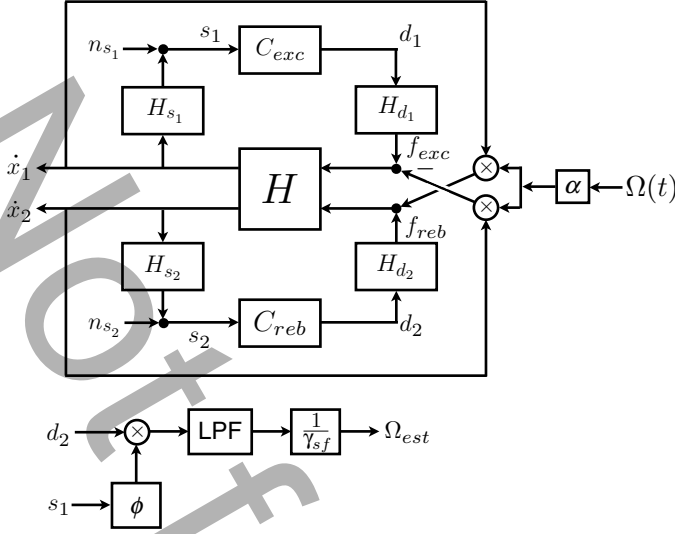 n_{s_1} s_1 C_{exc} d_1
H_{s_1} H_{d_1}
f_{exc}
ẋ_1 H − × α Ω(t)
ẋ_2 ×
f_{reb}
H_{s_2} H_{d_2}
n_{s_2} s_2 C_{reb} d_2
d_2 × LPF 1/γ_{sf} Ω_{est}
s_1 ϕ
Not f